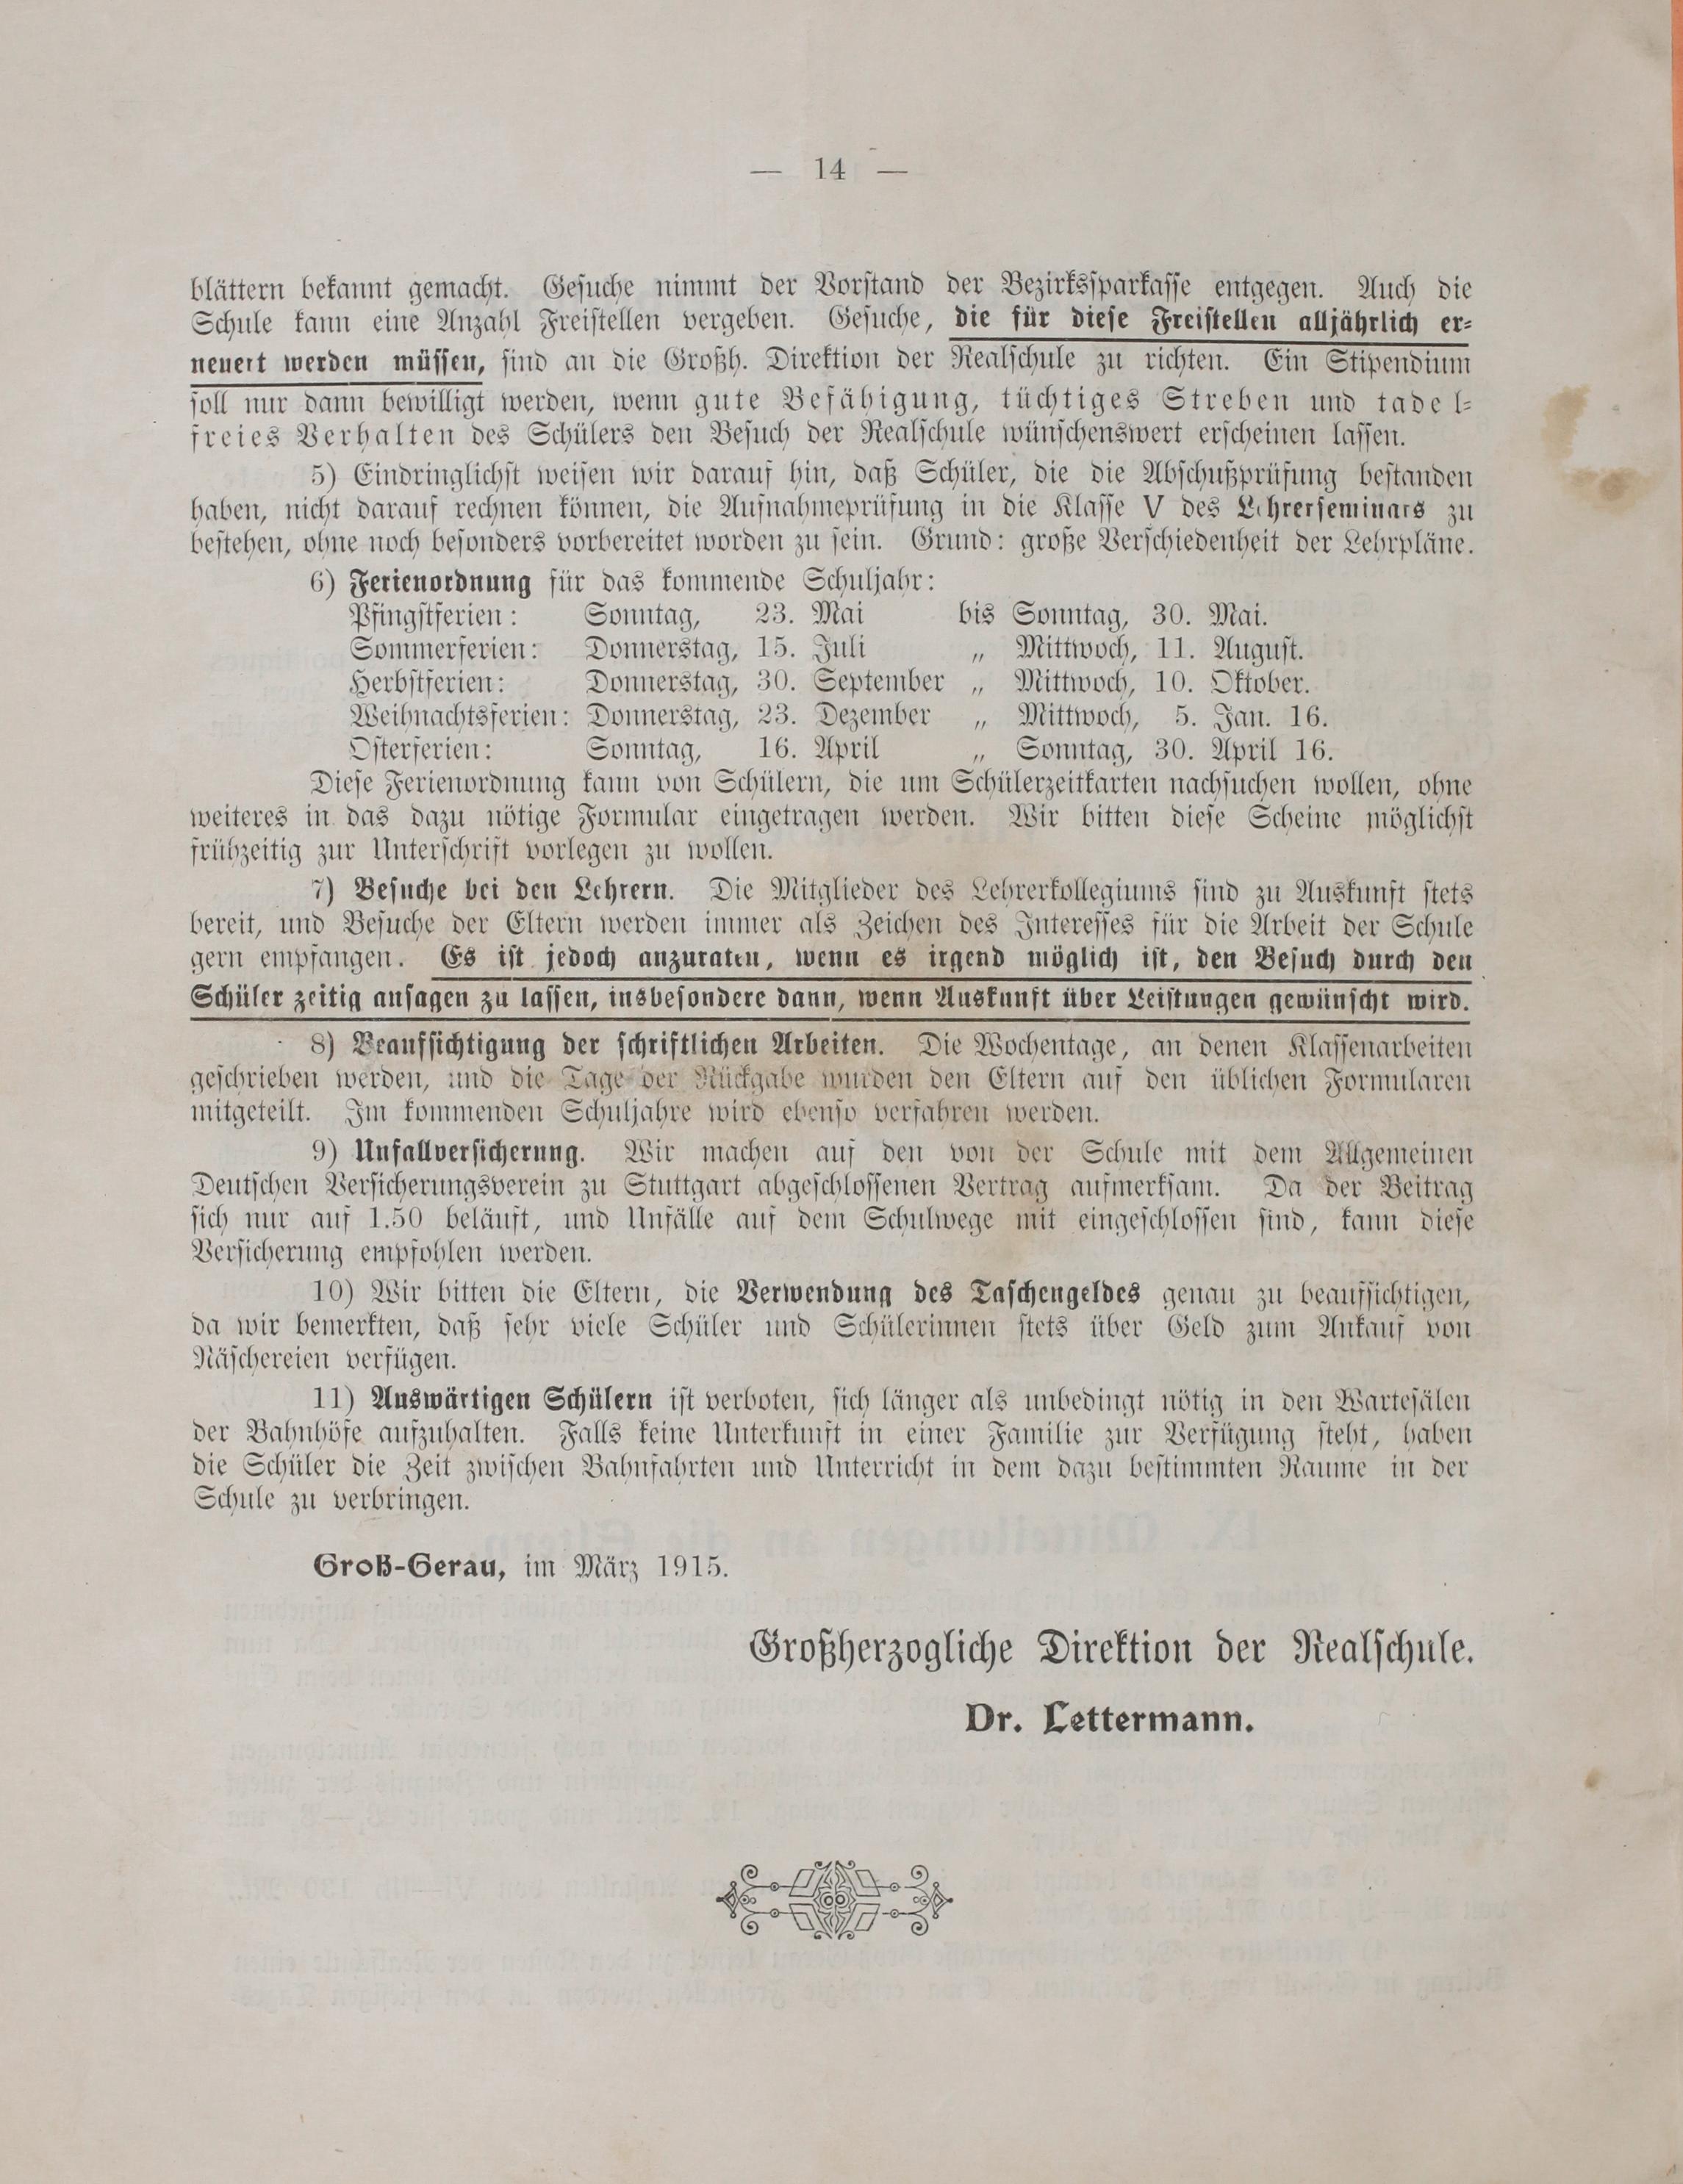 — 14 —
blättern bekannt gemacht. Gesuche nimmt der Vorstand der Bezirkssparkasse entgegen. Auch die
Schule kann eine Anzahl Freistellen vergeben. Gesuche, die für diese Freistellen alljährlich er-
neuert werden müssen, sind an die Großh. Direktion der Realschule zu richten. Ein Stipendium
soll nur dann bewilligt werden, wenn gute Befähigung, tüchtiges Streben und tadel-
freies Verhalten des Schülers den Besuch der Realschule wünschenswert erscheinen lassen.
5) Eindringlichst weisen wir darauf hin, daß Schüler, die die Abschußprüfung bestanden
haben, nicht darauf rechnen können, die Aufnahmeprüfung in die Klasse V des Lehrerseminars zu
bestehen, ohne noch besonders vorbereitet worden zu sein. Grund: große Verschiedenheit der Lehrpläne.
6) Ferienordnung für das kommende Schuljahr:
Pfingstferien: Sonntag, 23. Mai bis Sonntag, 30. Mai.
Sommerferien: Donnerstag, 15. Juli „ Mittwoch, 11. August.
Herbstferien: Donnerstag, 30. September „ Mittwoch, 10. Oktober.
Weihnachtsferien: Donnerstag, 23. Dezember „ Mittwoch, 5. Jan. 16.
Osterferien: Sonntag, 16. April „ Sonntag, 30. April 16.
Diese Ferienordnung kann von Schülern, die um Schülerzeitkarten nachsuchen wollen, ohne
weiteres in das dazu nötige Formular eingetragen werden. Wir bitten diese Scheine möglichst
frühzeitig zur Unterschrift vorlegen zu wollen.
7) Besuche bei den Lehrern. Die Mitglieder des Lehrerkollegiums sind zu Auskunft stets
bereit, und Besuche der Eltern werden immer als Zeichen des Interesses für die Arbeit der Schule
gern empfangen. Es ist jedoch anzuraten, wenn es irgend möglich ist, den Besuch durch den
Schüler zeitig ansagen zu lassen, insbesondere dann, wenn Auskunft über Leistungen gewünscht wird.
8) Beaufsichtigung der schriftlichen Arbeiten. Die Wochentage, an denen Klassenarbeiten
geschrieben werden, und die Tage der Rückgabe wurden den Eltern auf den üblichen Formularen
mitgeteilt. Im kommenden Schuljahre wird ebenso verfahren werden.
9) Unfallversicherung. Wir machen auf den von der Schule mit dem Allgemeinen
Deutschen Versicherungsverein zu Stuttgart abgeschlossenen Vertrag aufmerksam. Da der Beitrag
sich nur auf 1.50 beläuft, und Unfälle auf dem Schulwege mit eingeschlossen sind, kann diese
Versicherung empfohlen werden.
10) Wir bitten die Eltern, die Verwendung des Taschengeldes genau zu beaufsichtigen,
da wir bemerkten, daß sehr viele Schüler und Schülerinnen stets über Geld zum Ankauf von
Näschereien verfügen.
11) Auswärtigen Schülern ist verboten, sich länger als unbedingt nötig in den Wartesälen
der Bahnhöfe aufzuhalten. Falls keine Unterkunft in einer Familie zur Verfügung steht, haben
die Schüler die Zeit zwischen Bahnfahrten und Unterricht in dem dazu bestimmten Raume in der
Schule zu verbringen.
Groß-Gerau, im März 1915.
Großherzogliche Direktion der Realschule.
Dr. Lettermann.